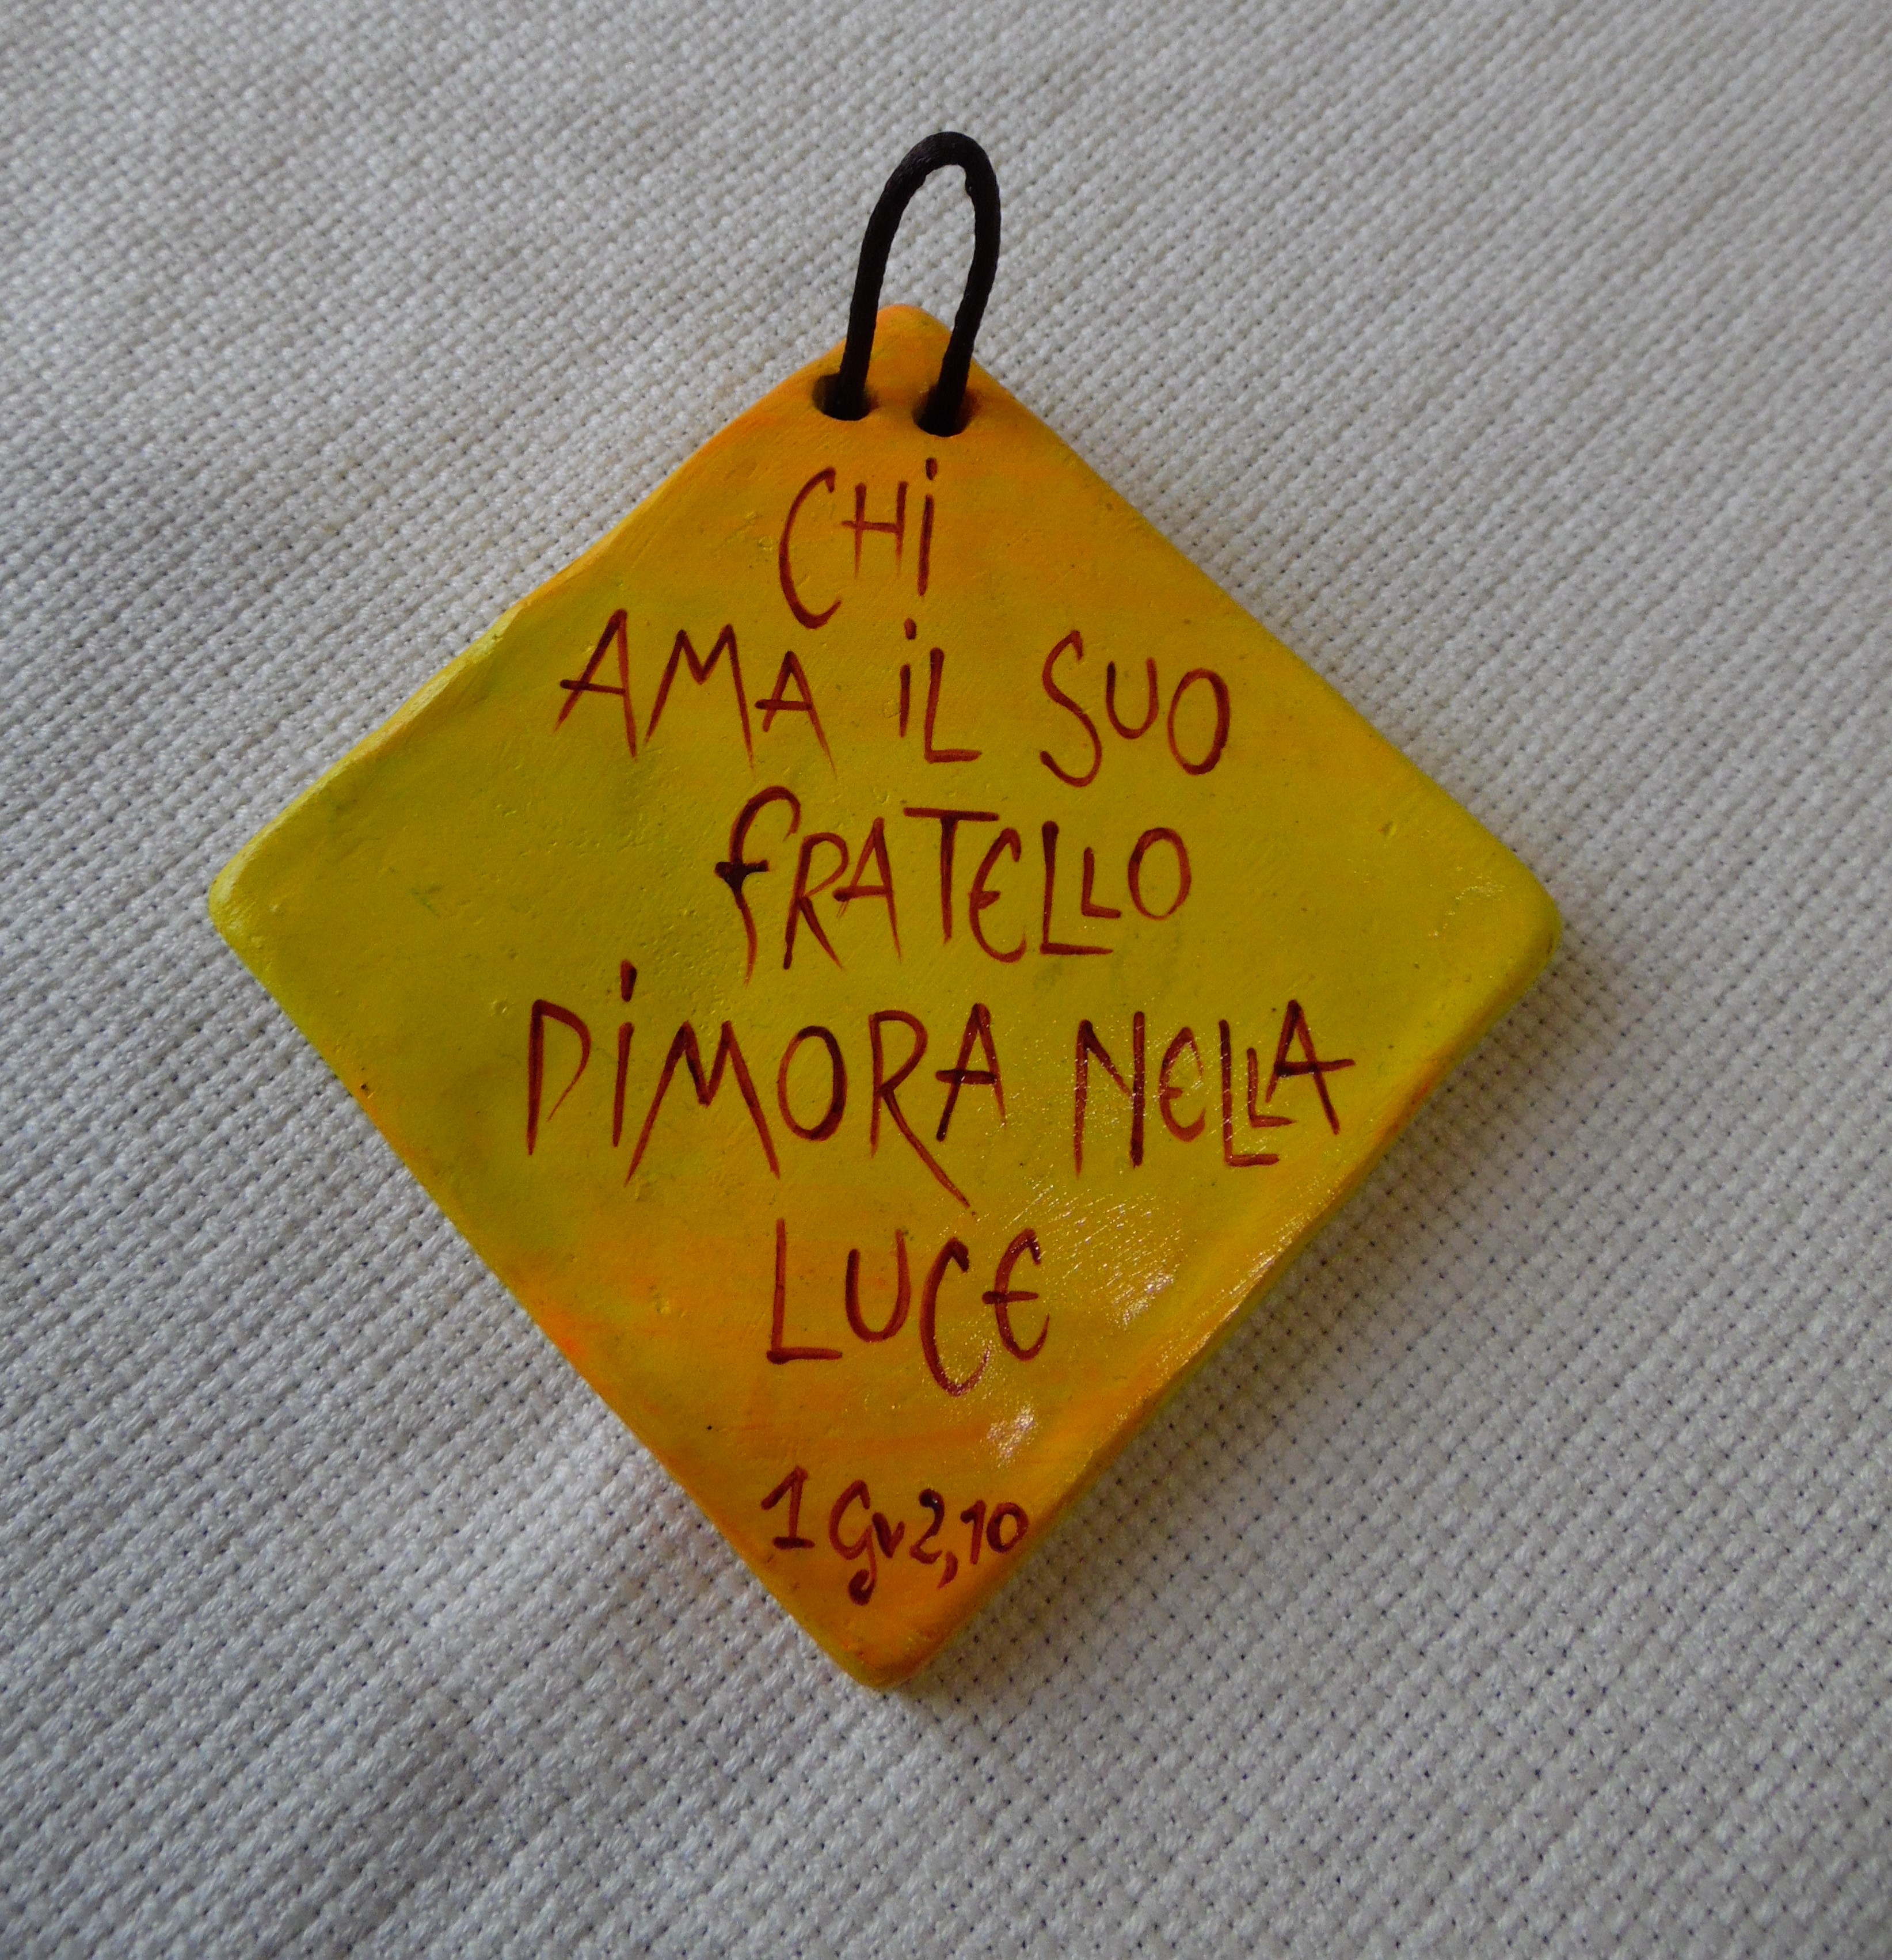 CHi
AMA iL SUO
FRATELLO
DiMORA NELLA
LUCE
1 Gv 2,10